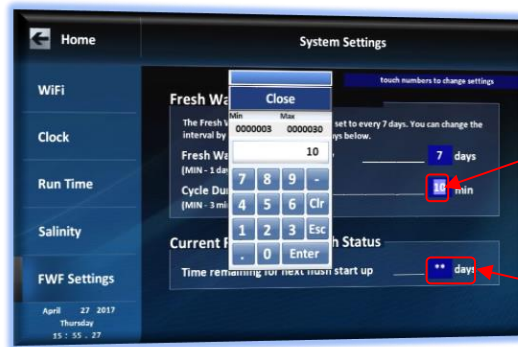 Home
System Settings
touch numbers to change settings
WiFi
Clock
Run Time
Salinity
FWF Settings
April 27 2017
Thursday
15 : 55 . 27
Fresh Wa
The Fresh
set to every 7 days. You can change the
interval by
ys below.
Fresh Wa
7 days
(MIN - 1 da
Cycle Du
10 min
(MIN - 3 mi
Current F
h Status
Time remaining for next flush start up
** days
Close
Min Max
0000003 0000030
10
7 8 9 -
4 5 6 Clr
1 2 3 Esc
. 0 Enter